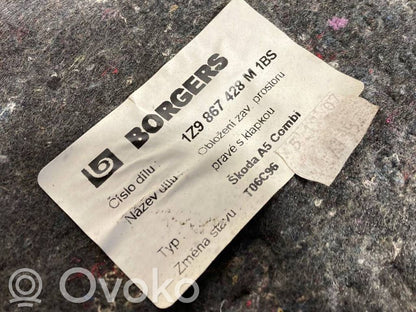 BORGERS
Číslo dílu: 1Z9 867 428 M 1BS
Název dílu: Obložení zav. prostoru
pravé s klapkou
Typ Škoda A5 Combi
Změna stavu T06C96
Ovoko